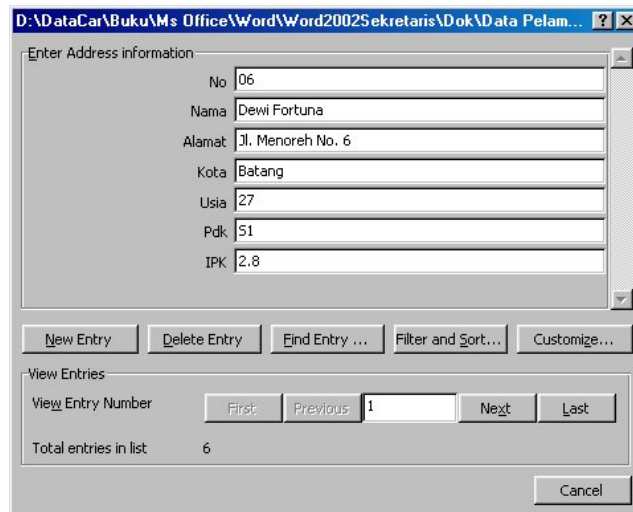 D:\DataCar\Buku\Ms Office\Word\Word2002Sekretaris\Dok\Data Pelam...
Enter Address information
No 06
Nama Dewi Fortuna
Alamat Jl. Menoreh No. 6
Kota Batang
Usia 27
Pdk S1
IPK 2.8
New Entry Delete Entry Find Entry ... Filter and Sort... Customize...
View Entries
View Entry Number First Previous 1 Next Last
Total entries in list 6
Cancel